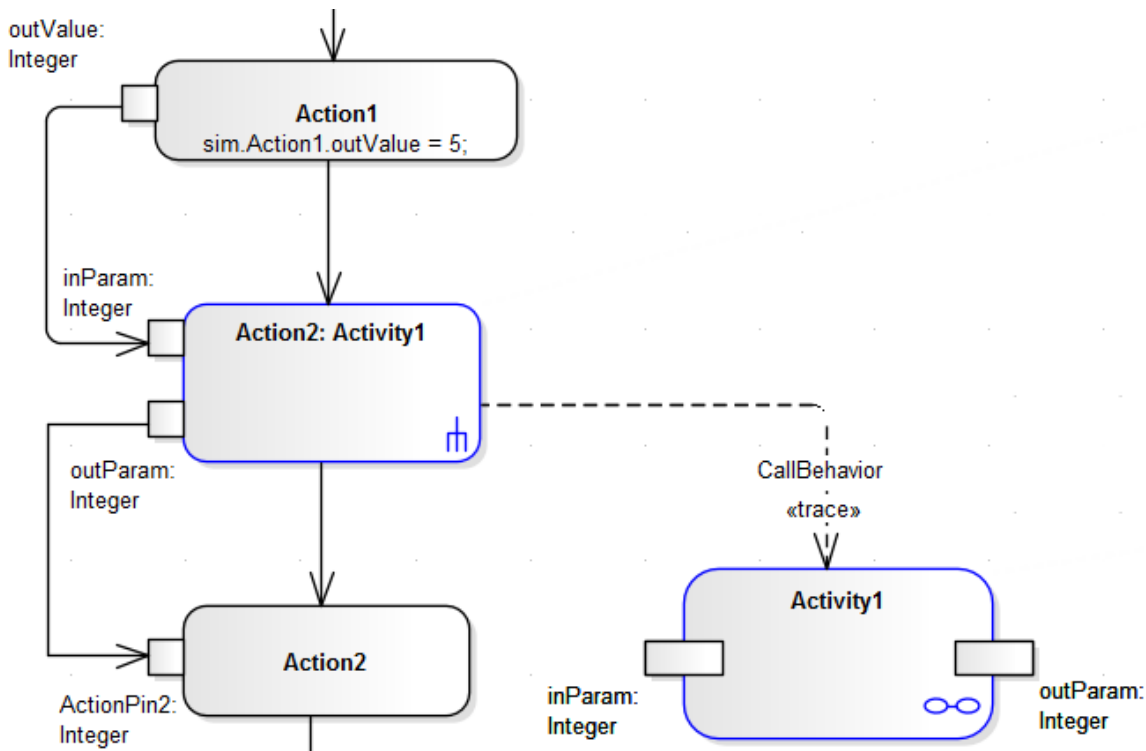 outValue:
Integer
Action1
sim.Action1.outValue = 5;
inParam:
Integer
Action2: Activity1
outParam:
Integer
CallBehavior
«trace»
Activity1
Action2
ActionPin2:
Integer
inParam:
Integer
outParam:
Integer